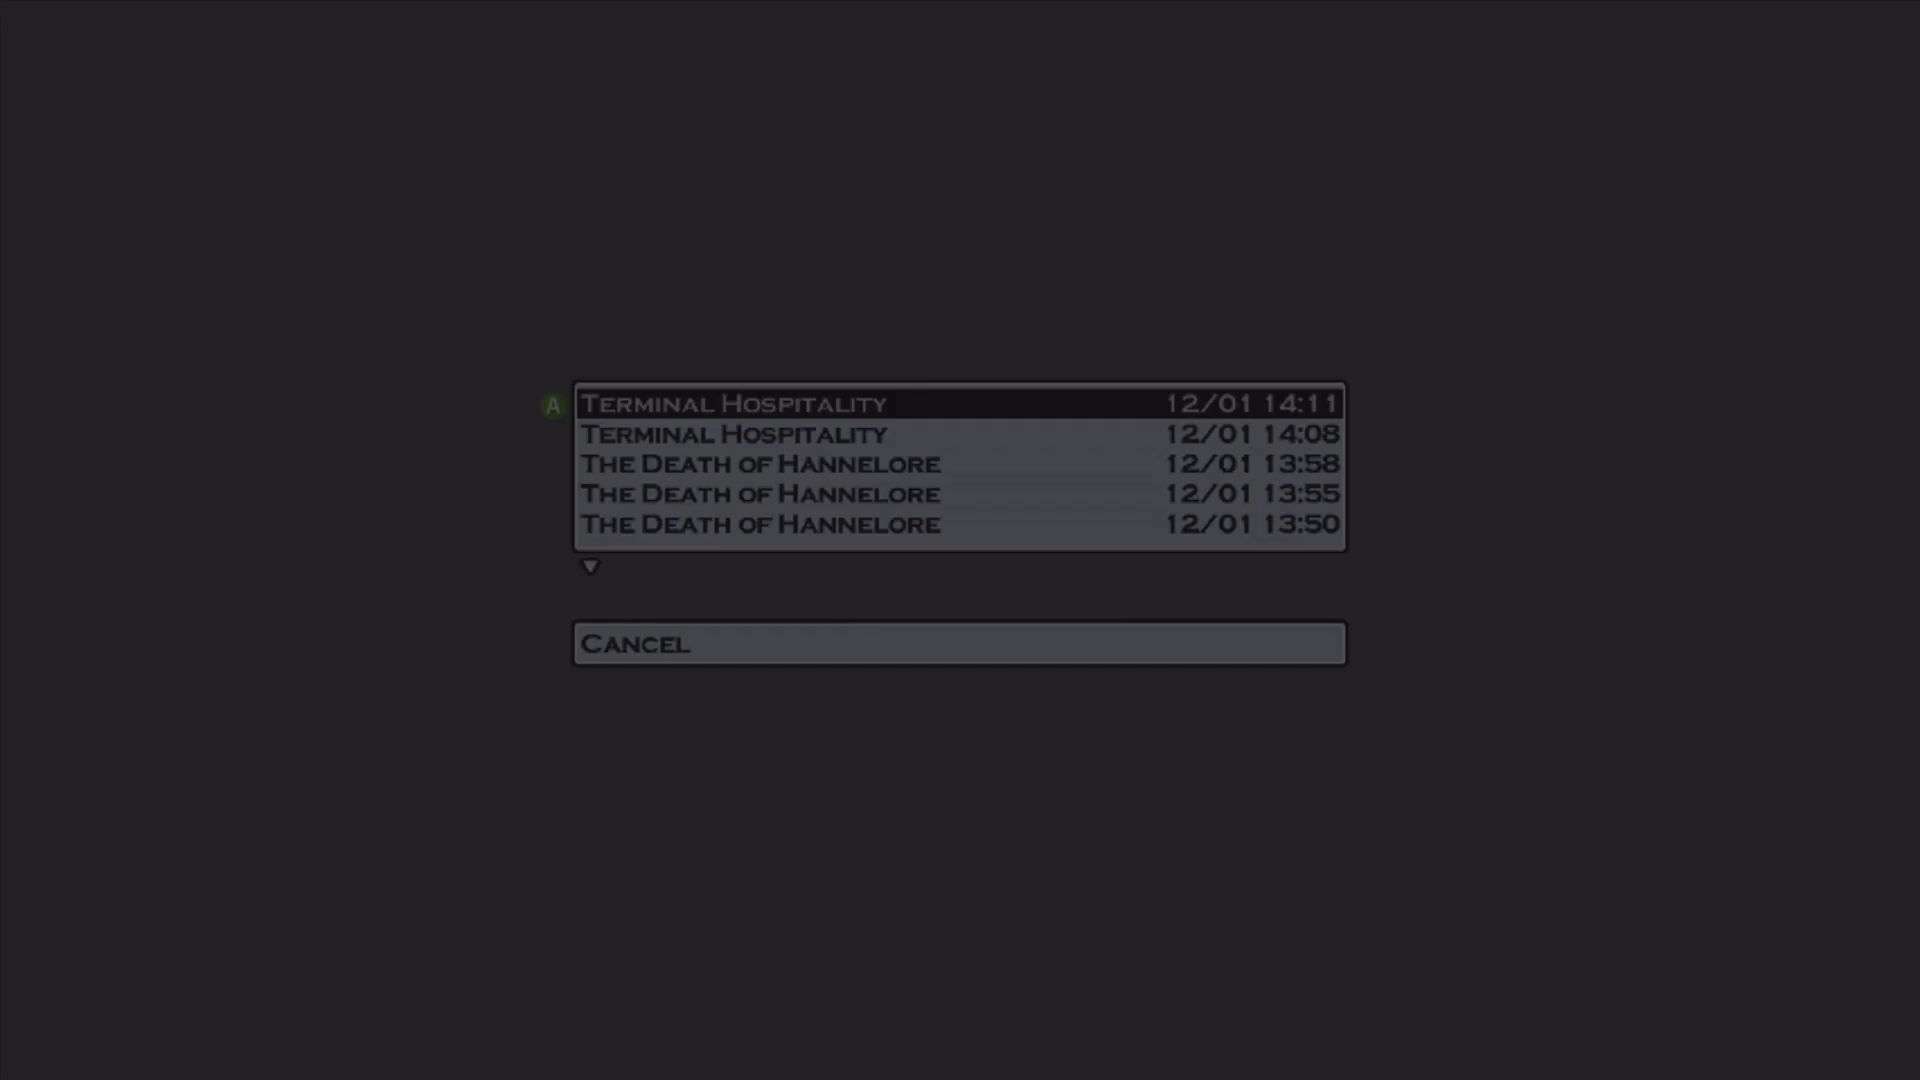 A Terminal Hospitality 12/01 14:11
Terminal Hospitality 12/01 14:08
The Death of Hannelore 12/01 13:58
The Death of Hannelore 12/01 13:55
The Death of Hannelore 12/01 13:50
Cancel